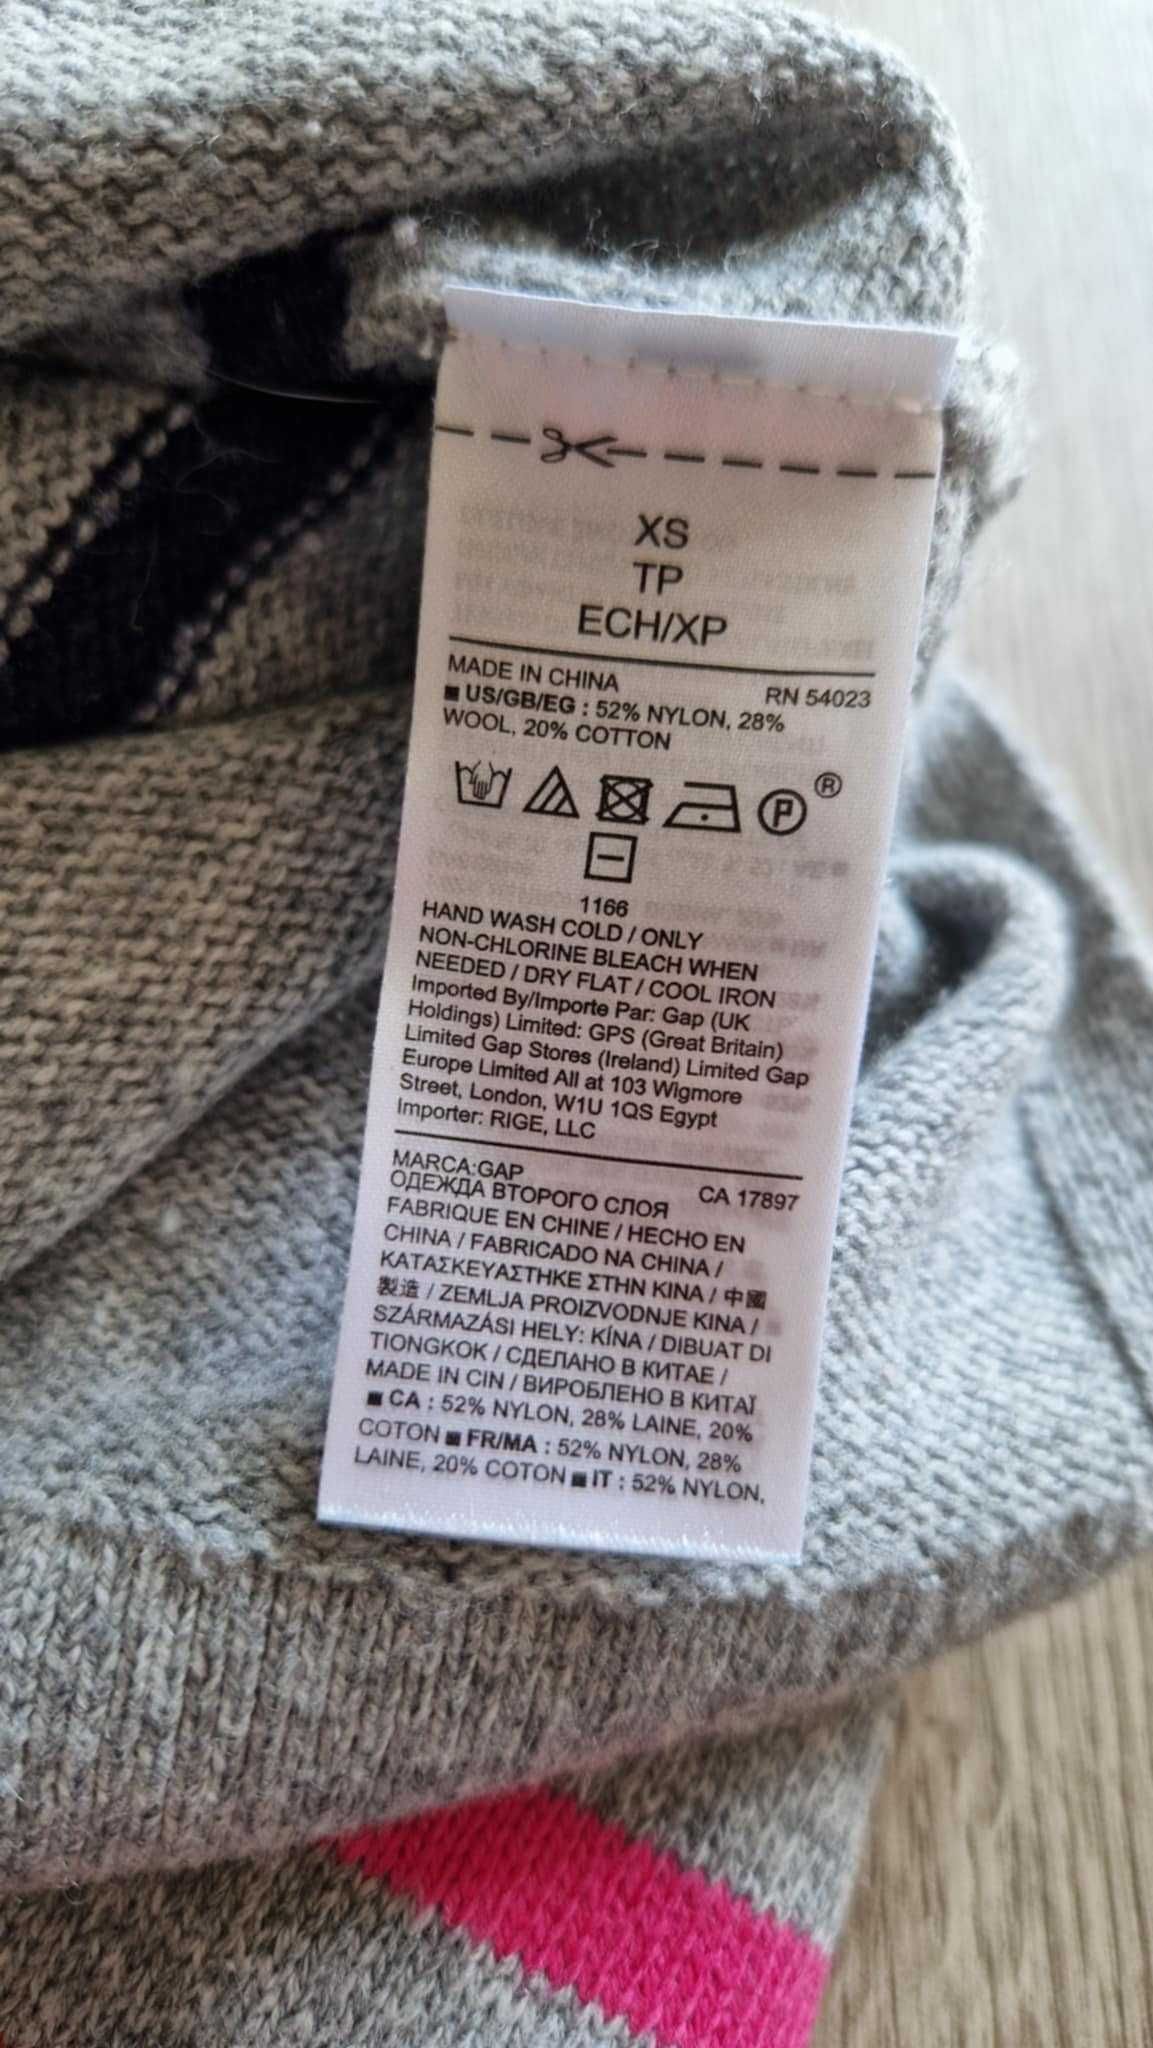 XS
TP
ECH/XP
MADE IN CHINA RN 54023
■ US/GB/EG : 52% NYLON, 28%
WOOL, 20% COTTON
P ®
1166
HAND WASH COLD / ONLY
NON-CHLORINE BLEACH WHEN
NEEDED / DRY FLAT / COOL IRON
Imported By/Importe Par: Gap (UK
Holdings) Limited: GPS (Great Britain)
Limited Gap Stores (Ireland) Limited Gap
Europe Limited All at 103 Wigmore
Street, London, W1U 1QS Egypt
Importer: RIGE, LLC
MARCA:GAP CA 17897
ОДЕЖДА ВТОРОГО СЛОЯ
FABRIQUE EN CHINE / HECHO EN
CHINA / FABRICADO NA CHINA /
ΚΑΤΑΣΚΕΥΑΣΤΗΚΕ ΣΤΗΝ ΚΙΝΑ / 中國
製造 / ZEMLJA PROIZVODNJE KINA /
SZÁRMAZÁSI HELY: KÍNA / DIBUAT DI
TIONGKOK / СДЕЛАНО В КИТАЕ /
MADE IN CIN / ВИРОБЛЕНО В КИТАЇ
■ CA : 52% NYLON, 28% LAINE, 20%
COTON ■ FR/MA : 52% NYLON, 28%
LAINE, 20% COTON ■ IT : 52% NYLON,